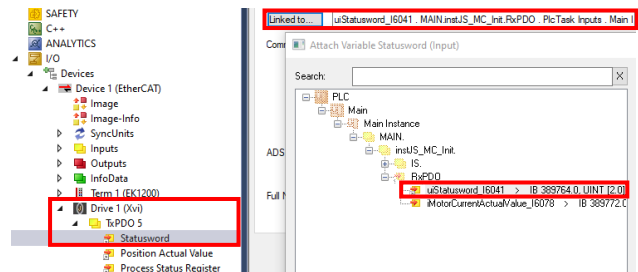 SAFETY
C++
ANALYTICS
I/O
Devices
Device 1 (EtherCAT)
Image
Image-Info
SyncUnits
Inputs
Outputs
InfoData
Term 1 (EK1200)
Drive 1 (Xvi)
TxPDO 5
Statusword
Position Actual Value
Process Status Register
Linked to...
uiStatusword_I6041 . MAIN.instJS_MC_Init.RxPDO . PlcTask Inputs . Main I
Com
Attach Variable Statusword (Input)
Search:
X
PLC
Main
Main Instance
MAIN.
instJS_MC_Init.
IS.
RxPDO
uiStatusword_I6041 > IB 389764.0, UINT [2.0]
iMotorCurrentActualValue_I6078 > IB 389772.0
ADS
Full N